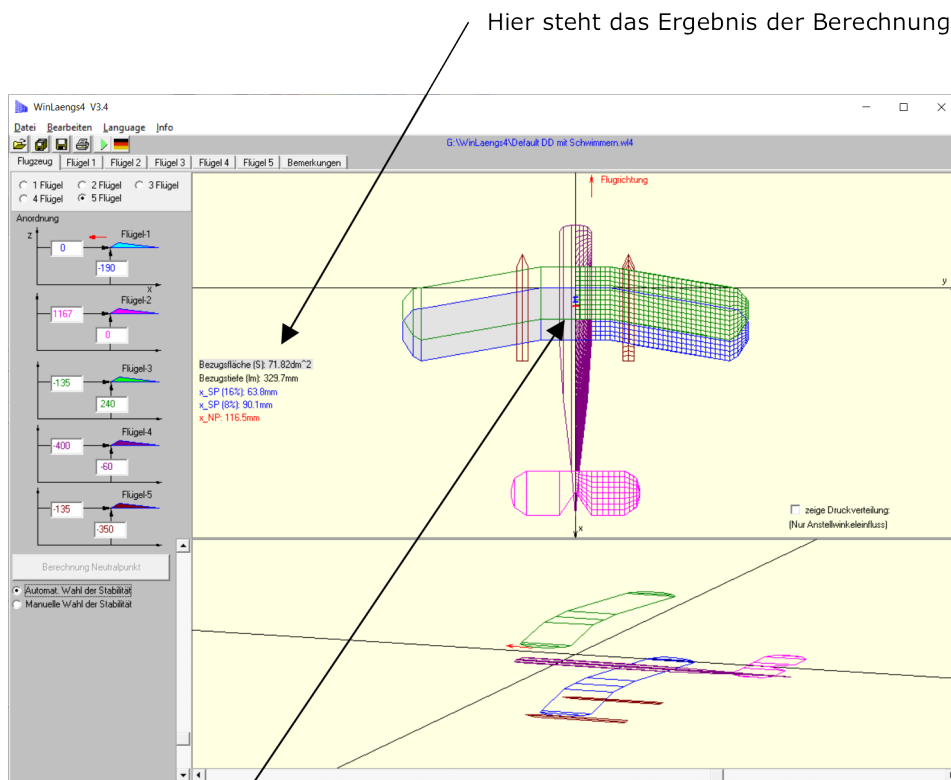 Hier steht das Ergebnis der Berechnung
WinLaengs4 V3.4
Datei Bearbeiten Language Info
G:\WinLaengs4\Default DD mit Schwimmern.wl4
Flugzeug Flügel 1 Flügel 2 Flügel 3 Flügel 4 Flügel 5 Bemerkungen
1 Flügel 2 Flügel 3 Flügel
4 Flügel 5 Flügel
Anordnung
z
Flügel-1
0
-190
x
Flügel-2
1167
0
Flügel-3
-135
240
Flügel-4
-400
-60
Flügel-5
-135
-350
Berechnung Neutralpunkt
Automat. Wahl der Stabilität
Manuelle Wahl der Stabilität
Flugrichtung
y
Bezugsfläche (S): 71.82dm^2
Bezugstiefe (lm): 329.7mm
x_SP (16%): 63.8mm
x_SP (8%): 90.1mm
x_NP: 116.5mm
zeige Druckverteilung:
(Nur Anstellwinkeleinfluss)
x